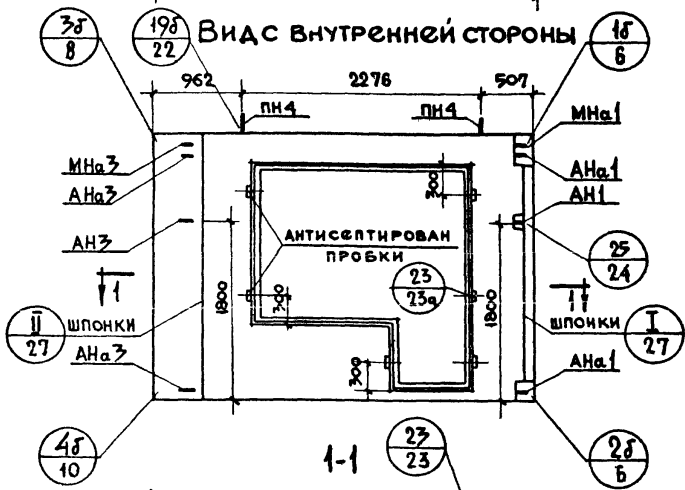 ВИД С ВНУТРЕННЕЙ СТОРОНЫ
3б
8
19б
22
1б
6
962
2276
507
ПН4
ПН4
МНа1
МНа3
АНа3
АНа1
АН1
300
АН3
АНТИСЕПТИРОВАН
ПРОБКИ
25
24
23
23а
1
1
1800
300
1800
II
27
ШПОНКИ
ШПОНКИ
I
27
АНа3
300
АНа1
4б
10
1-1
23
23
2б
Б